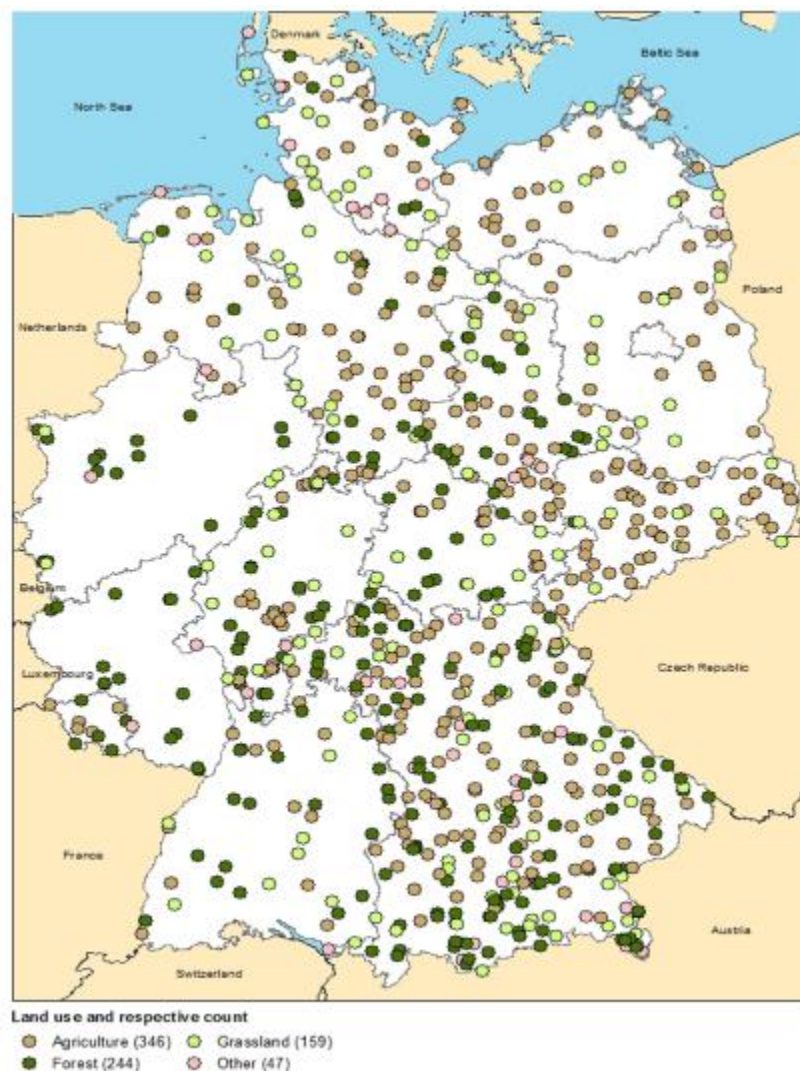 Denmark
Baltic Sea
North Sea
Poland
Netherlands
Belgium
Czech Republic
Luxembourg
France
Austria
Switzerland
Land use and respective count
Agriculture (346) Grassland (159)
Forest (244) Other (47)